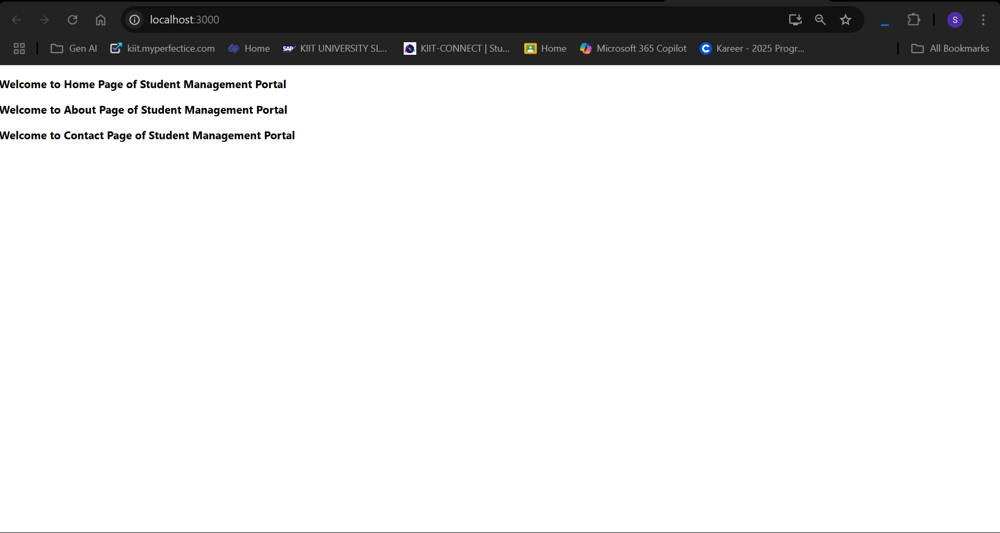 localhost:3000
S
Gen AI
kiit.myperfectice.com
Home
SAP KIIT UNIVERSITY SL...
KIIT-CONNECT | Stu...
Home
Microsoft 365 Copilot
C Kareer - 2025 Progr...
All Bookmarks
Welcome to Home Page of Student Management Portal
Welcome to About Page of Student Management Portal
Welcome to Contact Page of Student Management Portal